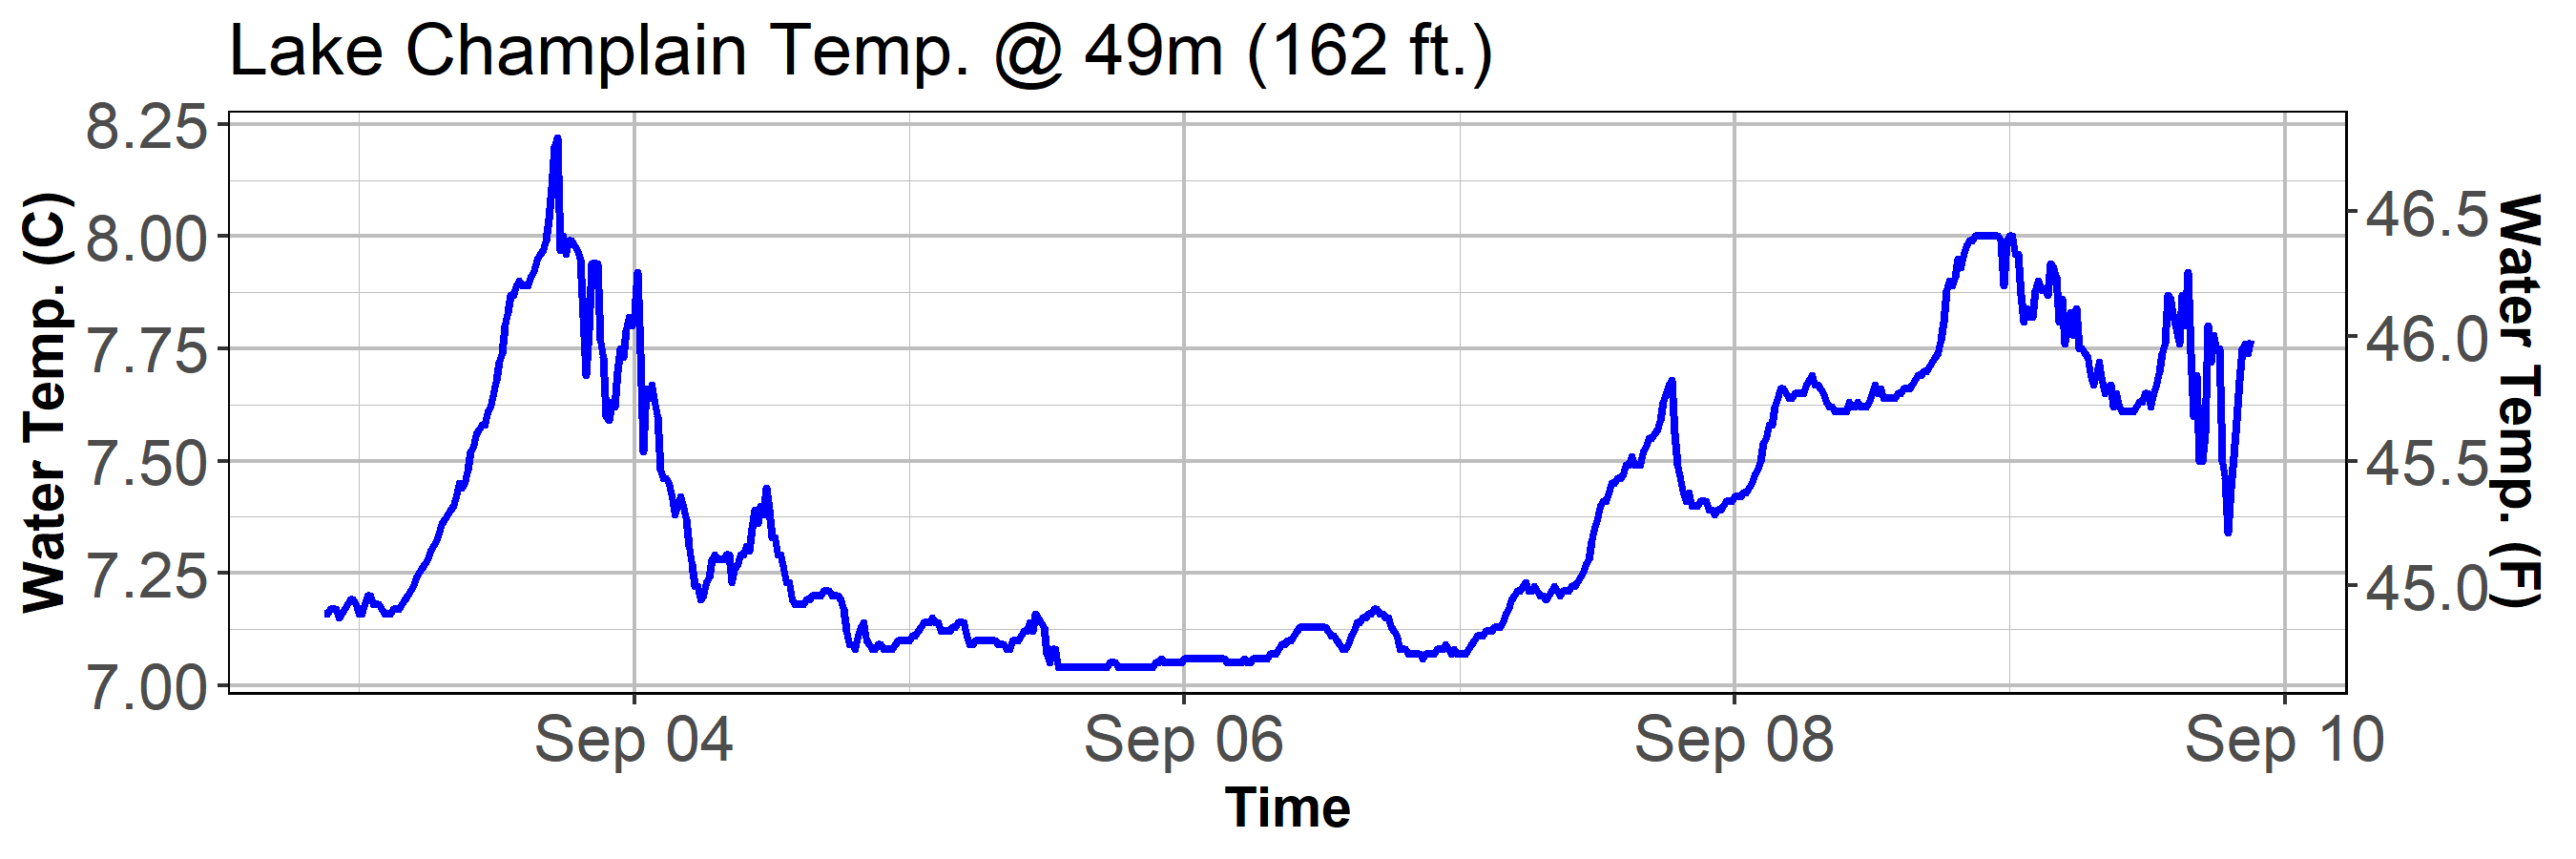 Lake Champlain Temp. @ 49m (162 ft.)
Water Temp. (C)
8.25
8.00
7.75
7.50
7.25
7.00
46.5
46.0
45.5
45.0
Water Temp. (F)
Sep 04
Sep 06
Sep 08
Sep 10
Time